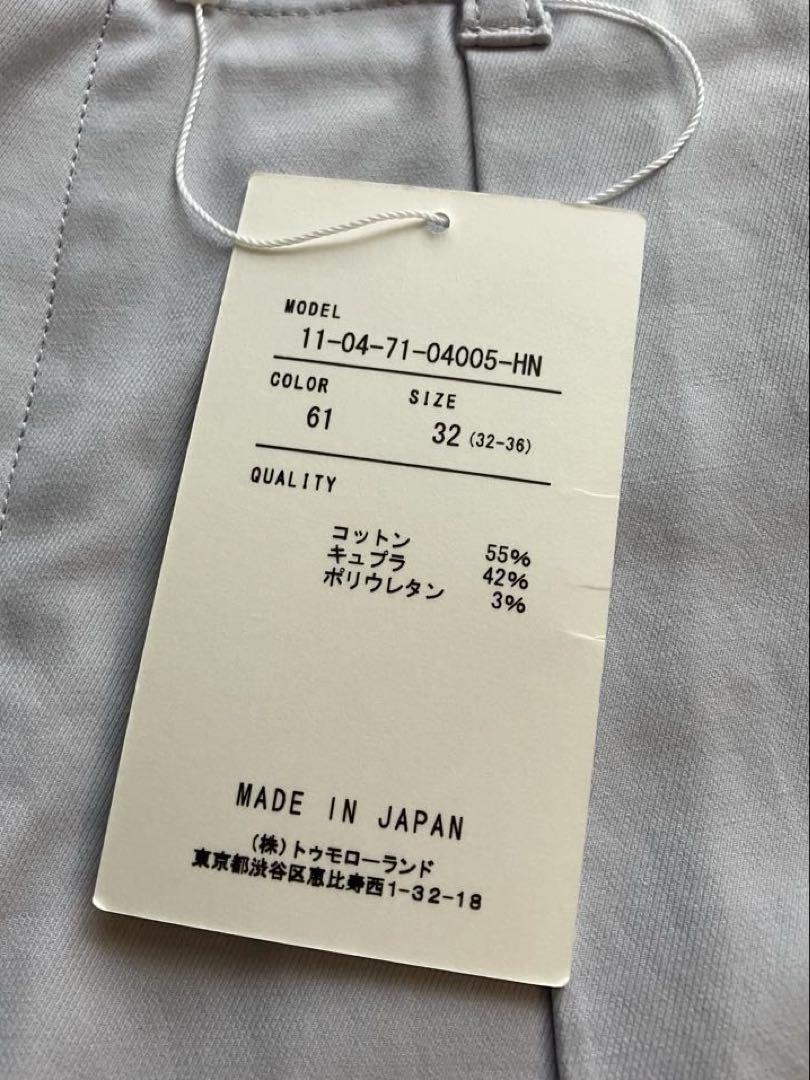 MODEL
11-04-71-04005-HN
COLOR
SIZE
61
32 (32-36)
QUALITY
コットン 55%
キュプラ 42%
ポリウレタン 3%
MADE IN JAPAN
(株)トゥモローランド
東京都渋谷区恵比寿西1-32-18